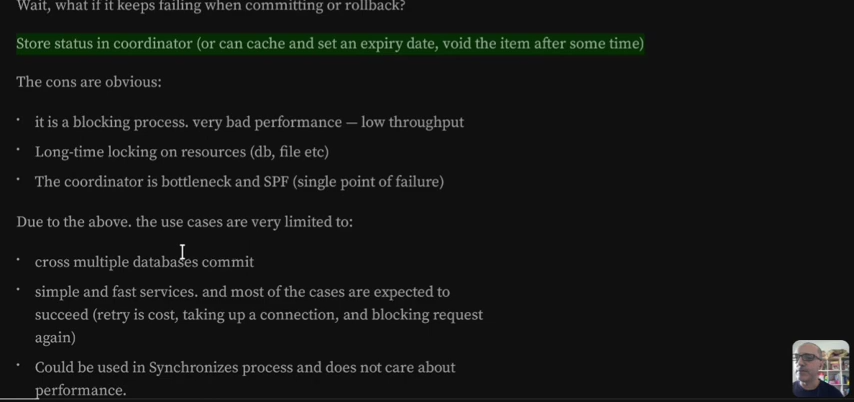 Wait, what if it keeps failing when committing or rollback?
Store status in coordinator (or can cache and set an expiry date, void the item after some time)
The cons are obvious:
• it is a blocking process. very bad performance — low throughput
• Long-time locking on resources (db, file etc)
• The coordinator is bottleneck and SPF (single point of failure)
Due to the above. the use cases are very limited to:
• cross multiple databases commit
• simple and fast services. and most of the cases are expected to
succeed (retry is cost, taking up a connection, and blocking request
again)
• Could be used in Synchronizes process and does not care about
performance.